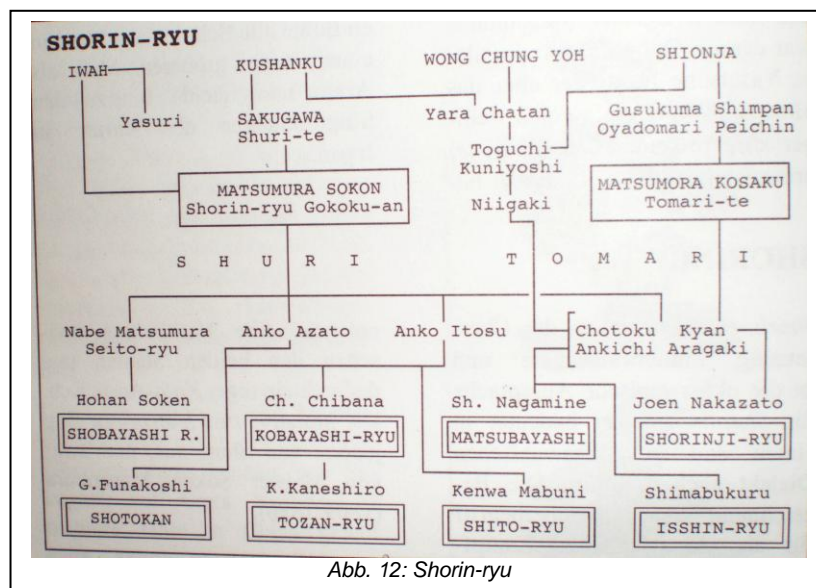 SHORIN-RYU
IWAH KUSHANKU WONG CHUNG YOH SHIONJA
Yasuri SAKUGAWA Yara Chatan Gusukuma Shimpan
Shuri-te Oyadomari Peichin
Toguchi
Kuniyoshi
MATSUMURA SOKON MATSUMORA KOSAKU
Shorin-ryu Gokoku-an Niigaki Tomari-te
SHURI TOMARI
Nabe Matsumura Anko Azato Anko Itosu Chotoku Kyan
Seito-ryu Ankichi Aragaki
Hohan Soken Ch. Chibana Sh. Nagamine Joen Nakazato
SHOBAYASHI R. KOBAYASHI-RYU MATSUBAYASHI SHORINJI-RYU
G.Funakoshi K.Kaneshiro Kenwa Mabuni Shimabukuru
SHOTOKAN TOZAN-RYU SHITO-RYU ISSHIN-RYU
Abb. 12: Shorin-ryu